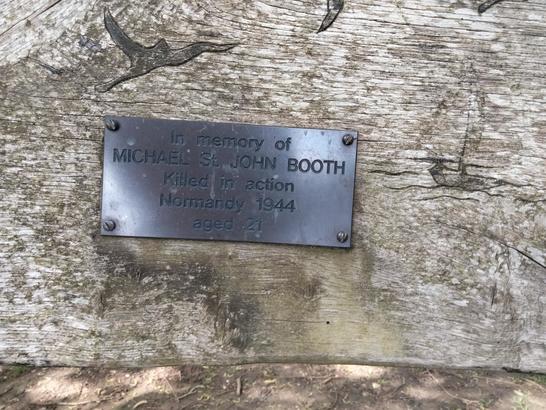 In memory of
MICHAEL St. JOHN BOOTH
Killed in action
Normandy 1944
aged 21